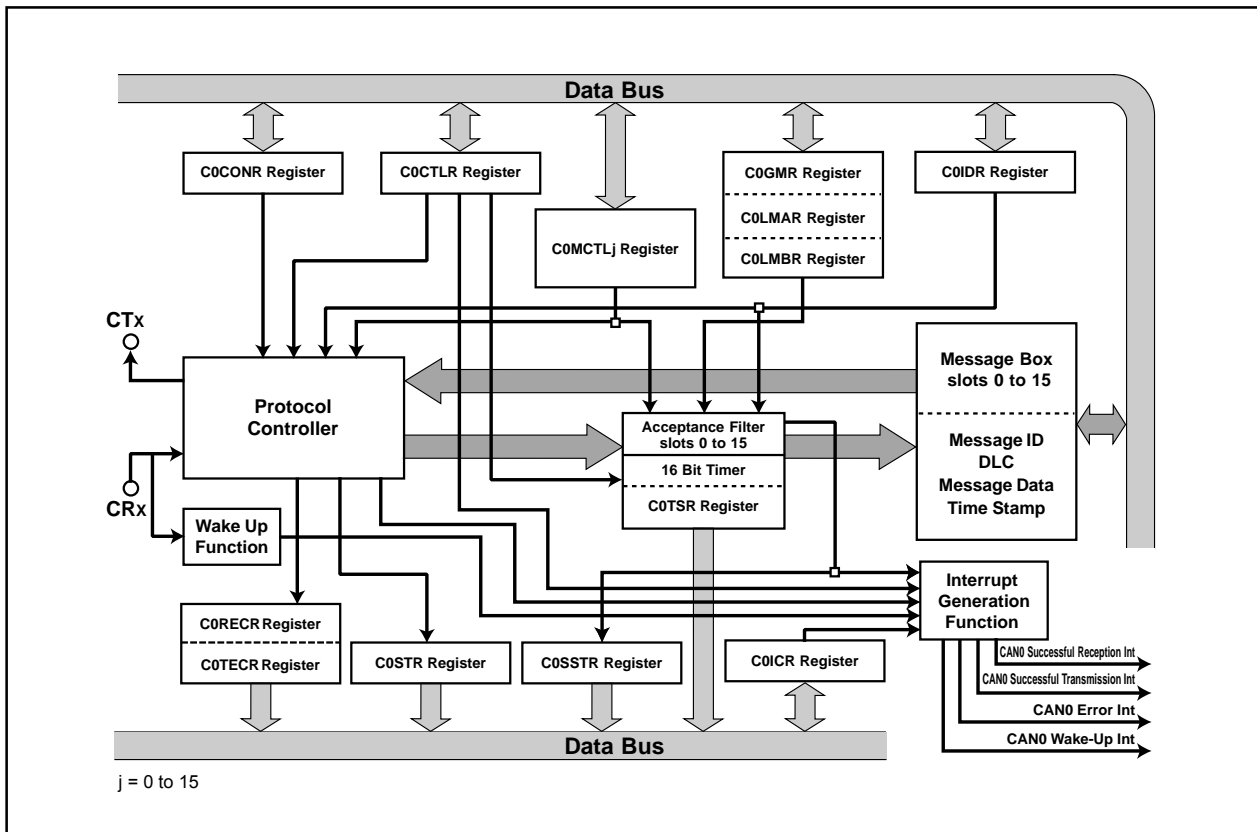 Data Bus
C0CONR Register
C0CTLR Register
C0MCTLj Register
C0GMR Register
C0LMAR Register
C0LMBR Register
C0IDR Register
CTX
Protocol
Controller
CRX
Wake Up
Function
Acceptance Filter
slots 0 to 15
16 Bit Timer
C0TSR Register
Message Box
slots 0 to 15
Message ID
DLC
Message Data
Time Stamp
Interrupt
Generation
Function
C0RECR Register
C0TECR Register
C0STR Register
C0SSTR Register
C0ICR Register
CAN0 Successful Reception Int
CAN0 Successful Transmission Int
CAN0 Error Int
CAN0 Wake-Up Int
Data Bus
j = 0 to 15